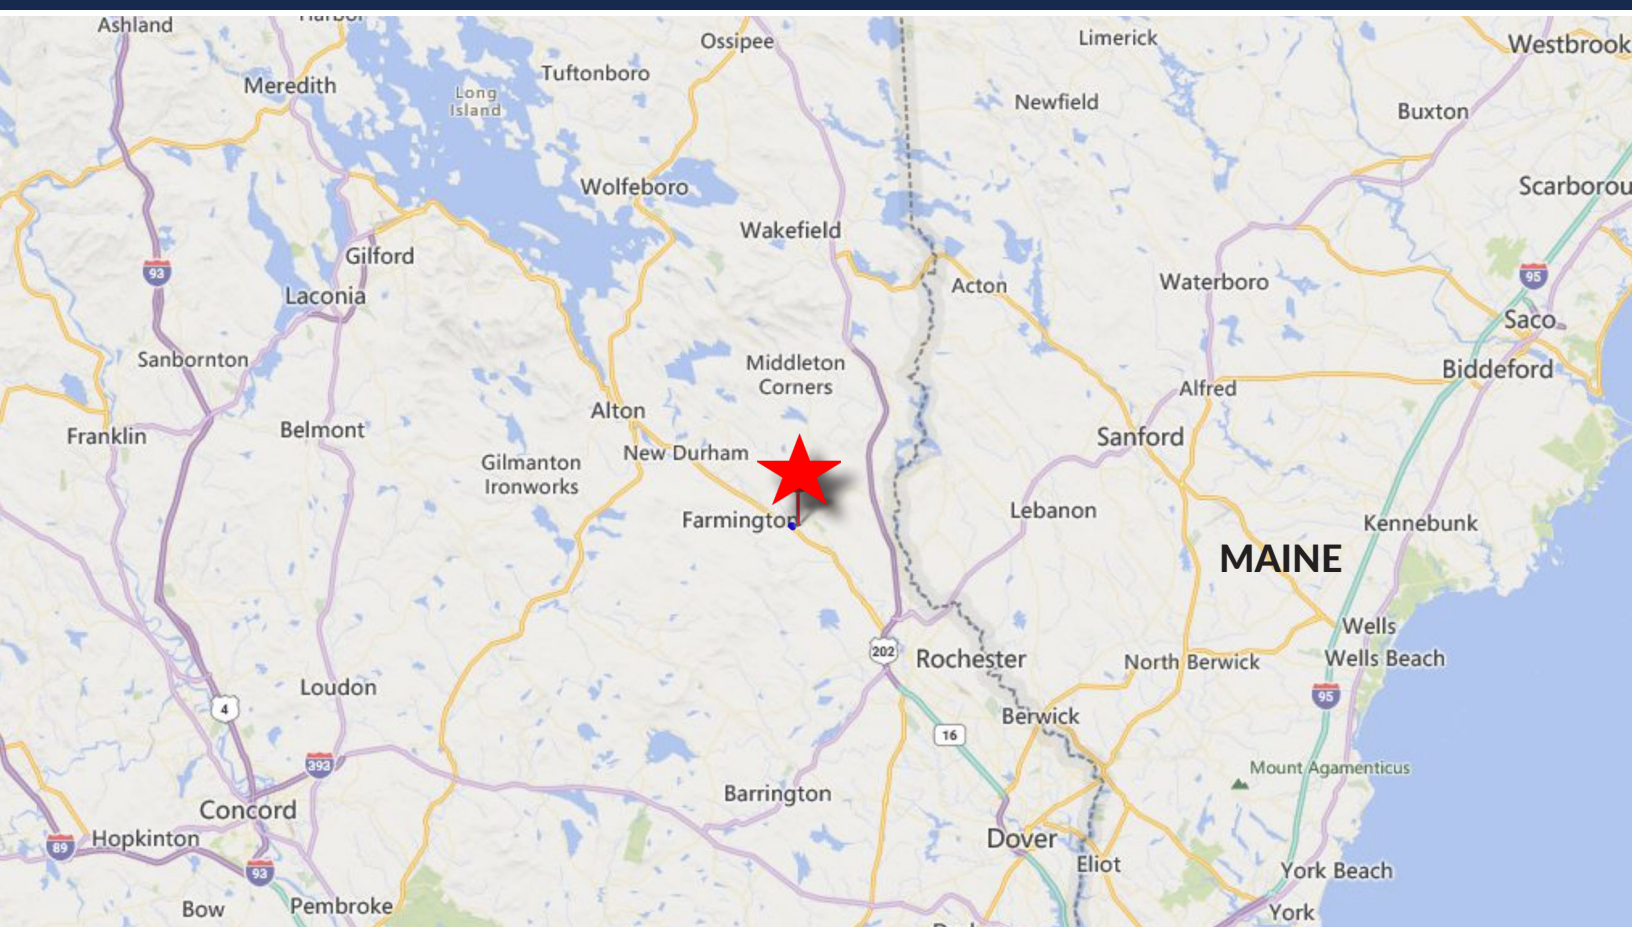 Ashland
Harbor
Ossipee
Limerick
Westbrook
Tuftonboro
Meredith
Long
Island
Newfield
Buxton
Wolfeboro
Scarborou
Wakefield
Gilford
93
Acton
Waterboro
95
Laconia
Saco
Sanbornton
Middleton
Corners
Biddeford
Alfred
Alton
Franklin
Belmont
Sanford
New Durham
Gilmanton
Ironworks
Lebanon
Farmington
Kennebunk
MAINE
Wells
202
Rochester
North Berwick
Wells Beach
Loudon
95
4
Berwick
16
393
Mount Agamenticus
Barrington
Concord
Hopkinton
89
Dover
Eliot
93
York Beach
Bow
Pembroke
York